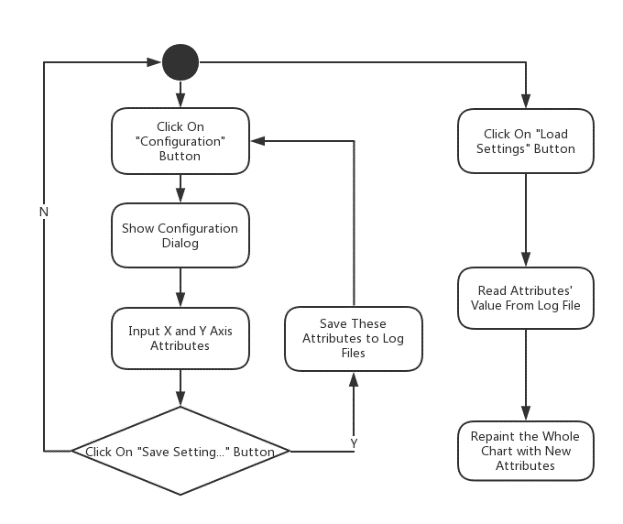 Click On
"Configuration"
Button
Click On "Load
Settings" Button
N
Show Configuration
Dialog
Read Attributes'
Value From Log File
Input X and Y Axis
Attributes
Save These
Attributes to Log
Files
Click On "Save Setting..." Button
Y
Repaint the Whole
Chart with New
Attributes